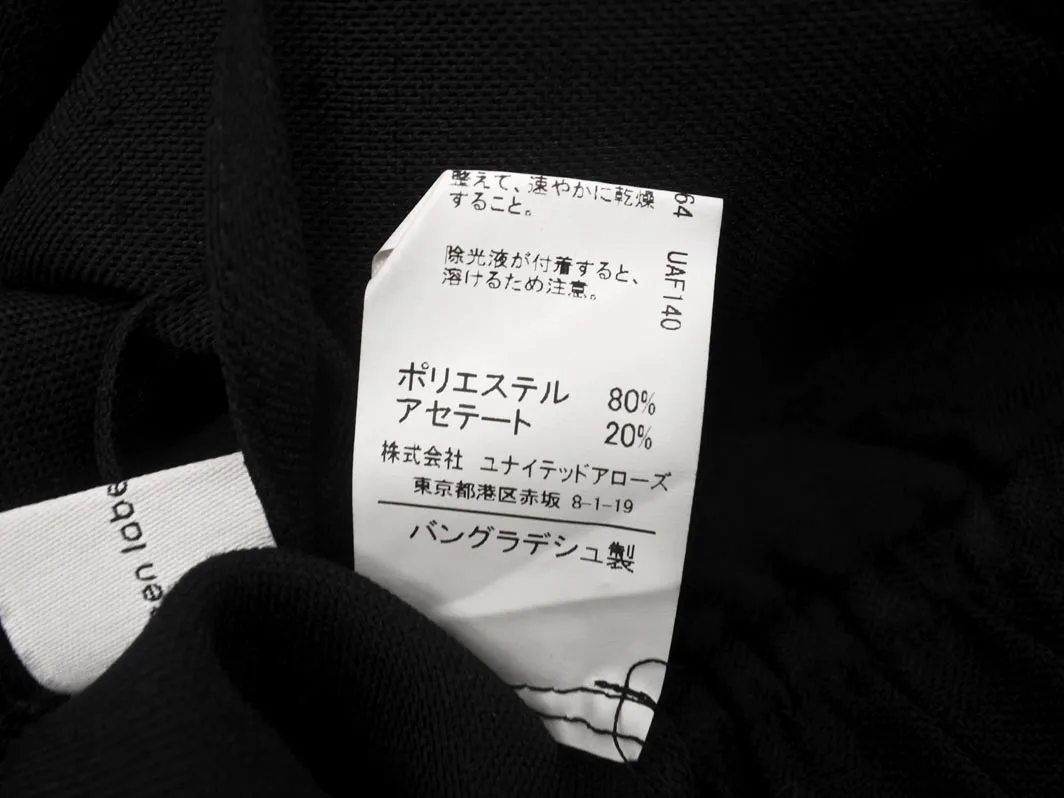 整えて、速やかに乾燥
すること。
除光液が付着すると、
溶けるため注意。
64 UAF140
ポリエステル 80%
アセテート 20%
株式会社 ユナイテッドアローズ
東京都港区赤坂 8-1-19
バングラデシュ製